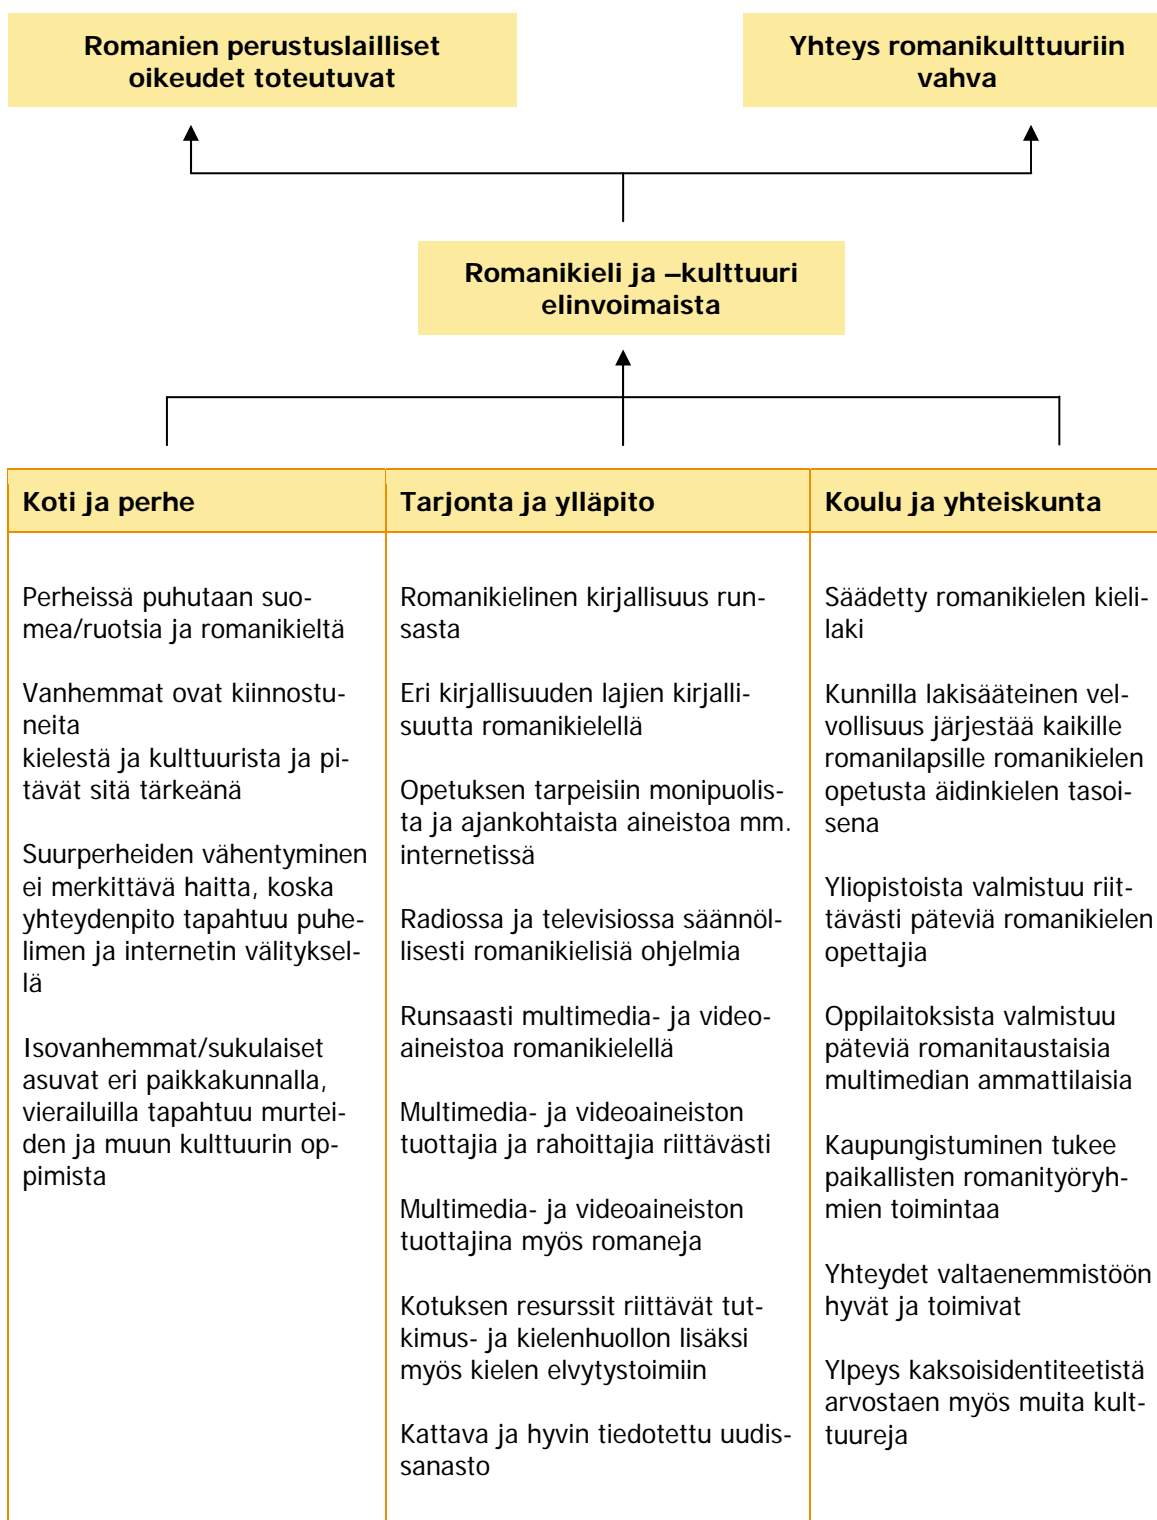 Romanien perustuslailliset
oikeudet toteutuvat
Yhteys romanikulttuuriin
vahva
Romanikieli ja –kulttuuri
elinvoimaista
Koti ja perhe
Perheissä puhutaan suo-
mea/ruotsia ja romanikieltä
Vanhemmat ovat kiinnostu-
neita
kielestä ja kulttuurista ja pi-
tävät sitä tärkeänä
Suurperheiden vähentyminen
ei merkittävä haitta, koska
yhteydenpito tapahtuu puhe-
limen ja internetin välityksel-
lä
Isovanhemmat/sukulaiset
asuvat eri paikkakunnalla,
vierailuilla tapahtuu murtei-
den ja muun kulttuurin op-
pimista
Tarjonta ja ylläpito
Romanikielinen kirjallisuus run-
sasta
Eri kirjallisuuden lajien kirjalli-
suutta romanikielellä
Opetuksen tarpeisiin monipuolis-
ta ja ajankohtaista aineistoa mm.
internetissä
Radiossa ja televisiossa säännöl-
lisesti romanikielisiä ohjelmia
Runsaasti multimedia- ja video-
aineistoa romanikielellä
Multimedia- ja videoaineiston
tuottajia ja rahoittajia riittävästi
Multimedia- ja videoaineiston
tuottajina myös romaneja
Kotuksen resurssit riittävät tut-
kimus- ja kielenhuollon lisäksi
myös kielen elvytystoimiin
Kattava ja hyvin tiedotettu uudis-
sanasto
Koulu ja yhteiskunta
Säädetty romanikielen kieli-
laki
Kunnilla lakisääteinen vel-
vollisuus järjestää kaikille
romanilapsille romanikielen
opetusta äidinkielen tasoi-
sena
Yliopistoista valmistuu riit-
tävästi päteviä romanikielen
opettajia
Oppilaitoksista valmistuu
päteviä romanitaustaisia
multimedian ammattilaisia
Kaupungistuminen tukee
paikallisten romanityöryh-
mien toimintaa
Yhteydet valtaenemmistöön
hyvät ja toimivat
Ylpeys kaksoisidentiteetistä
arvostaen myös muita kult-
tuureja